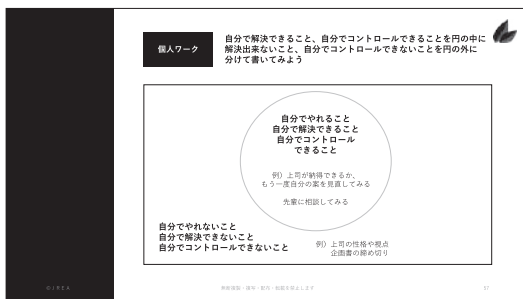 個人ワーク
自分で解決できること、自分でコントロールできることを円の中に
解決出来ないこと、自分でコントロールできないことを円の外に
分けて書いてみよう
自分でやれること
自分で解決できること
自分でコントロール
できること
例）上司が納得できるか、
もう一度自分の案を見直してみる
先輩に相談してみる
自分でやれないこと
自分で解決できないこと
自分でコントロールできないこと
例）上司の性格や視点
企画書の締め切り
57